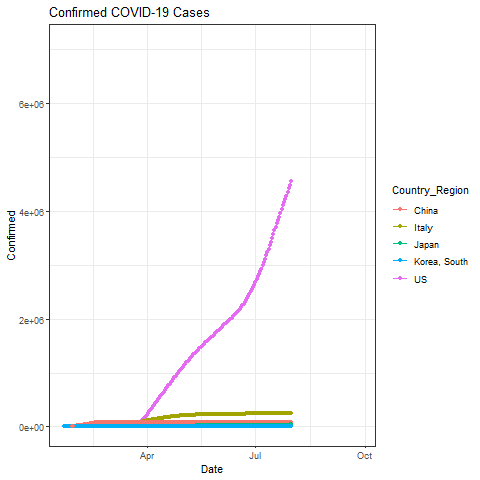 Confirmed COVID-19 Cases
6e+06
4e+06
2e+06
0e+00
Confirmed
Apr
Jul
Oct
Date
Country_Region
China
Italy
Japan
Korea, South
US